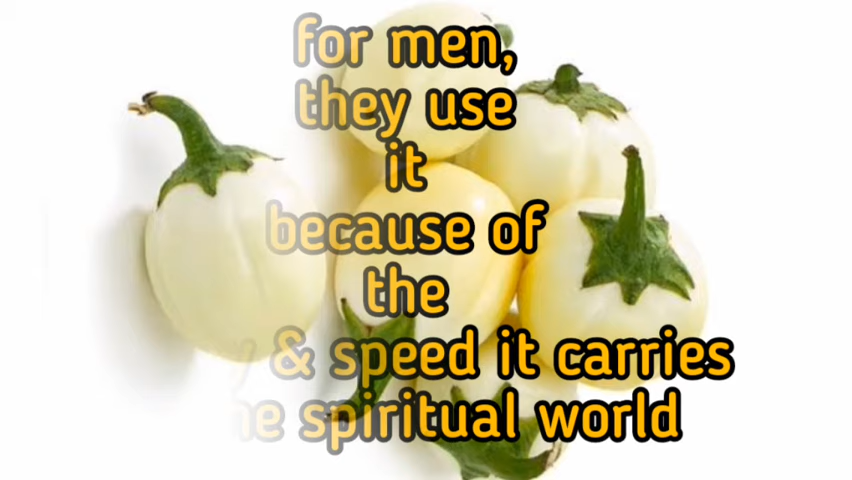 for men,
they use
it
because of
the
& speed it carries
spiritual world